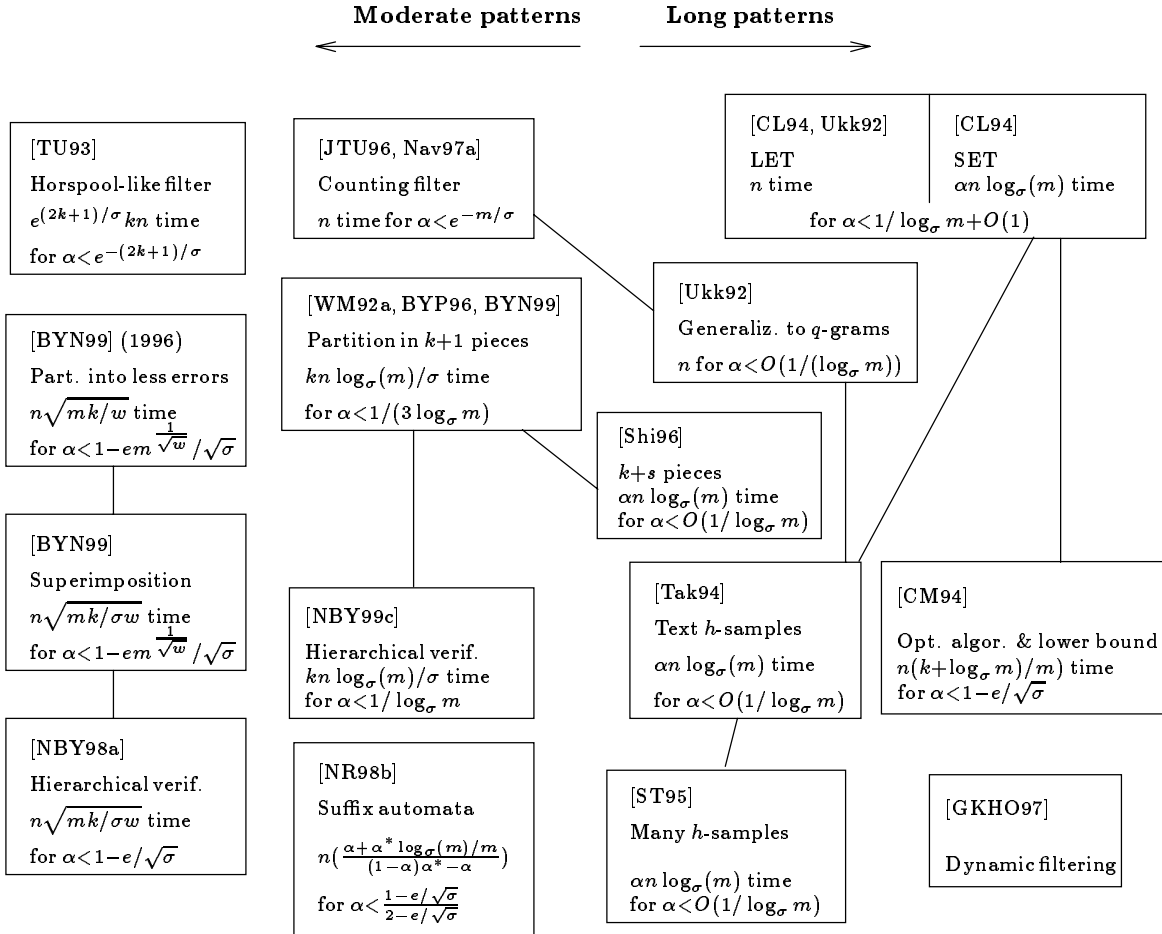 Moderate patterns
Long patterns
[TU93]
Horspool-like filter
e^{(2k+1)/σ} kn time
for α<e^{-(2k+1)/σ}
[JTU96, Nav97a]
Counting filter
n time for α<e^{-m/σ}
[CL94, Ukk92]
LET
n time
[CL94]
SET
αn log_σ(m) time
for α<1/ log_σ m+O(1)
[WM92a, BYP96, BYN99]
Partition in k+1 pieces
kn log_σ(m)/σ time
for α<1/(3 log_σ m)
[Ukk92]
Generaliz. to q-grams
n for α<O(1/(log_σ m))
[BYN99] (1996)
Part. into less errors
n√(mk/w) time
for α<1−em^{1/√w}/√σ
[Shi96]
k+s pieces
αn log_σ(m) time
for α<O(1/ log_σ m)
[BYN99]
Superimposition
n√(mk/σw) time
for α<1−em^{1/√w}/√σ
[NBY99c]
Hierarchical verif.
kn log_σ(m)/σ time
for α<1/ log_σ m
[Tak94]
Text h-samples
αn log_σ(m) time
for α<O(1/ log_σ m)
[CM94]
Opt. algor. & lower bound
n(k+log_σ m)/m) time
for α<1−e/√σ
[NBY98a]
Hierarchical verif.
n√(mk/σw) time
for α<1−e/√σ
[NR98b]
Suffix automata
n(\frac{α+α* log_σ(m)/m}{(1−α)α*−α})
for α<\frac{1−e/√σ}{2−e/√σ}
[ST95]
Many h-samples
αn log_σ(m) time
for α<O(1/ log_σ m)
[GKHO97]
Dynamic filtering